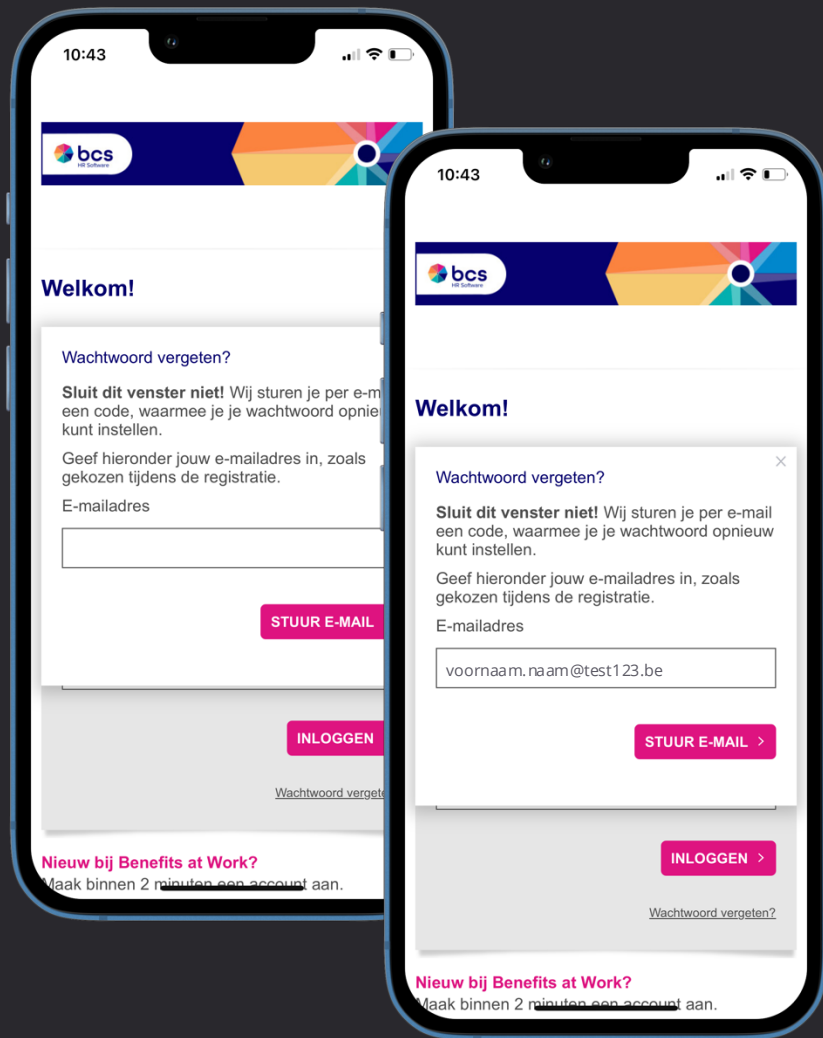 10:43
bcs
HR Software
Welkom!
Wachtwoord vergeten?
Sluit dit venster niet! Wij sturen je per e-m
een code, waarmee je je wachtwoord opnie
kunt instellen.
Geef hieronder jouw e-mailadres in, zoals
gekozen tijdens de registratie.
E-mailadres
STUUR E-MAIL
INLOGGEN
Wachtwoord vergete
Nieuw bij Benefits at Work?
Maak binnen 2 minuten een account aan.
10:43
bcs
HR Software
Welkom!
Wachtwoord vergeten?
Sluit dit venster niet! Wij sturen je per e-mail
een code, waarmee je je wachtwoord opnieuw
kunt instellen.
Geef hieronder jouw e-mailadres in, zoals
gekozen tijdens de registratie.
E-mailadres
voornaam.naam@test123.be
STUUR E-MAIL >
INLOGGEN >
Wachtwoord vergeten?
Nieuw bij Benefits at Work?
Maak binnen 2 minuten een account aan.